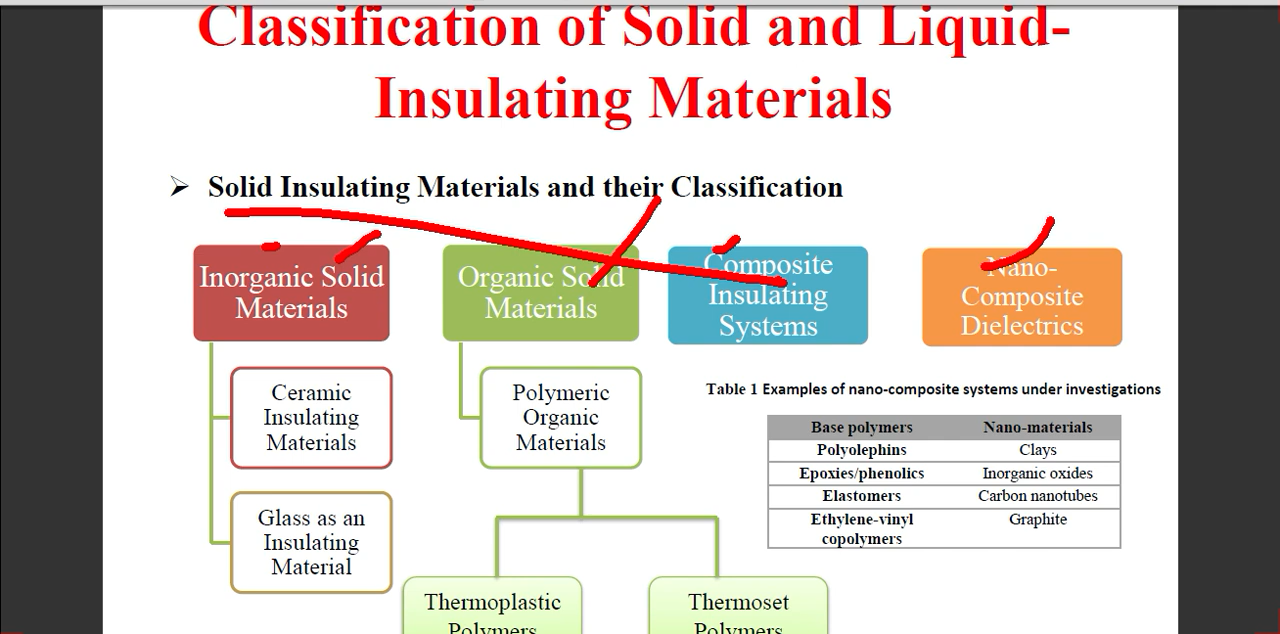 Classification of Solid and Liquid-
Insulating Materials
Solid Insulating Materials and their Classification
Inorganic Solid
Materials
Organic Solid
Materials
Composite
Insulating
Systems
Nano-
Composite
Dielectrics
Ceramic
Insulating
Materials
Polymeric
Organic
Materials
Glass as an
Insulating
Material
Table 1 Examples of nano-composite systems under investigations
Base polymers Nano-materials
Polyolephins Clays
Epoxies/phenolics Inorganic oxides
Elastomers Carbon nanotubes
Ethylene-vinyl Graphite
copolymers
Thermoplastic
Polymers
Thermoset
Polymers